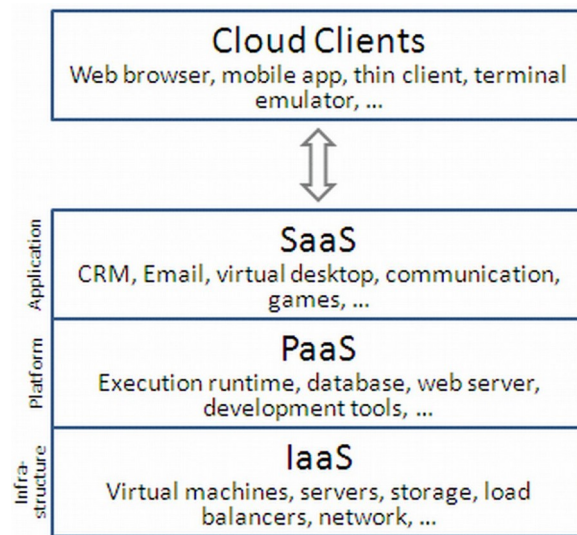 Cloud Clients
Web browser, mobile app, thin client, terminal
emulator, ...
Application
SaaS
CRM, Email, virtual desktop, communication,
games, ...
Platform
PaaS
Execution runtime, database, web server,
development tools, ...
Infra-
structure
IaaS
Virtual machines, servers, storage, load
balancers, network, ...